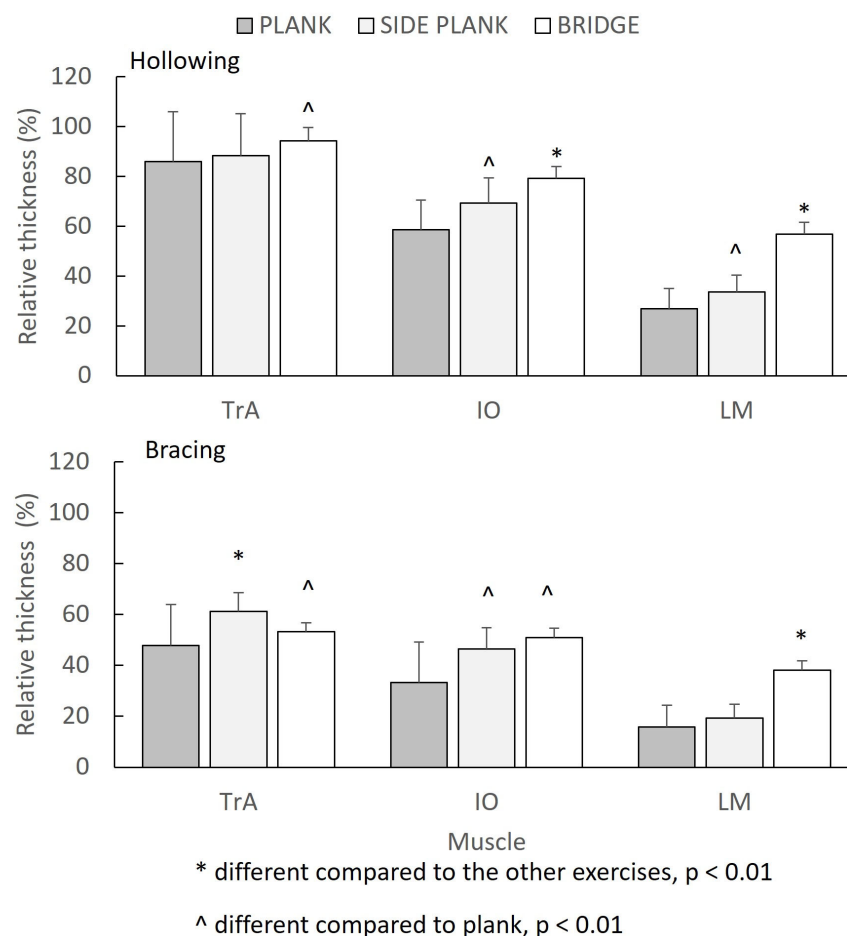 PLANK SIDE PLANK BRIDGE
Hollowing
Relative thickness (%)
120
100
80
60
40
20
0
^
^
*
^
*
TrA IO LM
Bracing
Relative thickness (%)
120
100
80
60
40
20
0
*
^
^
^
*
TrA IO LM
Muscle
* different compared to the other exercises, p < 0.01
^ different compared to plank, p < 0.01